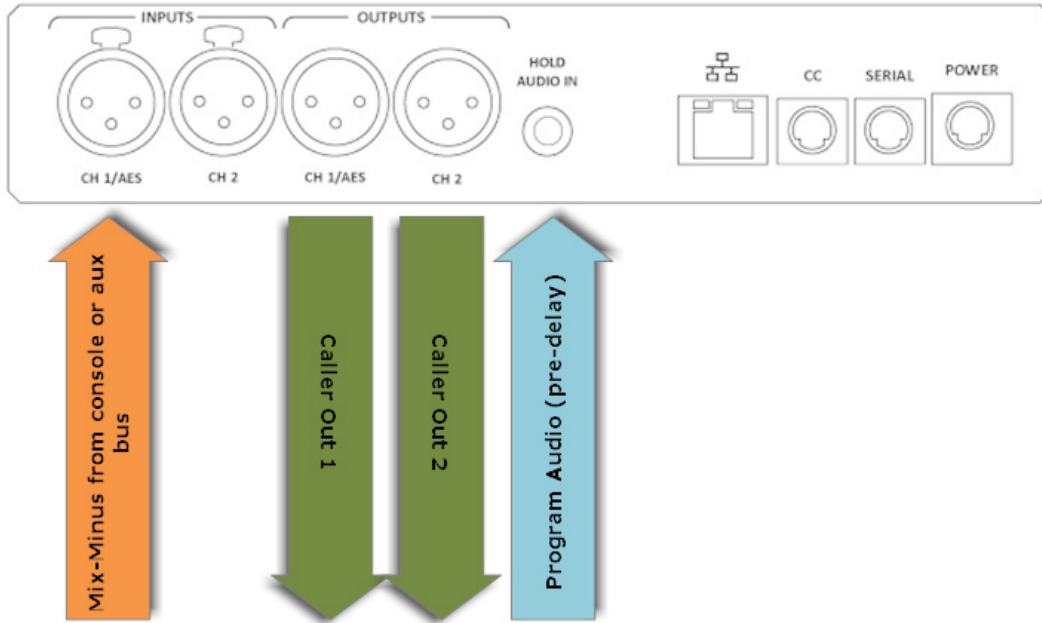 INPUTS
OUTPUTS
HOLD
AUDIO IN
CC
SERIAL
POWER
CH 1/AES
CH 2
CH 1/AES
CH 2
Mix-Minus from console or aux
bus
Caller Out 1
Caller Out 2
Program Audio (pre-delay)